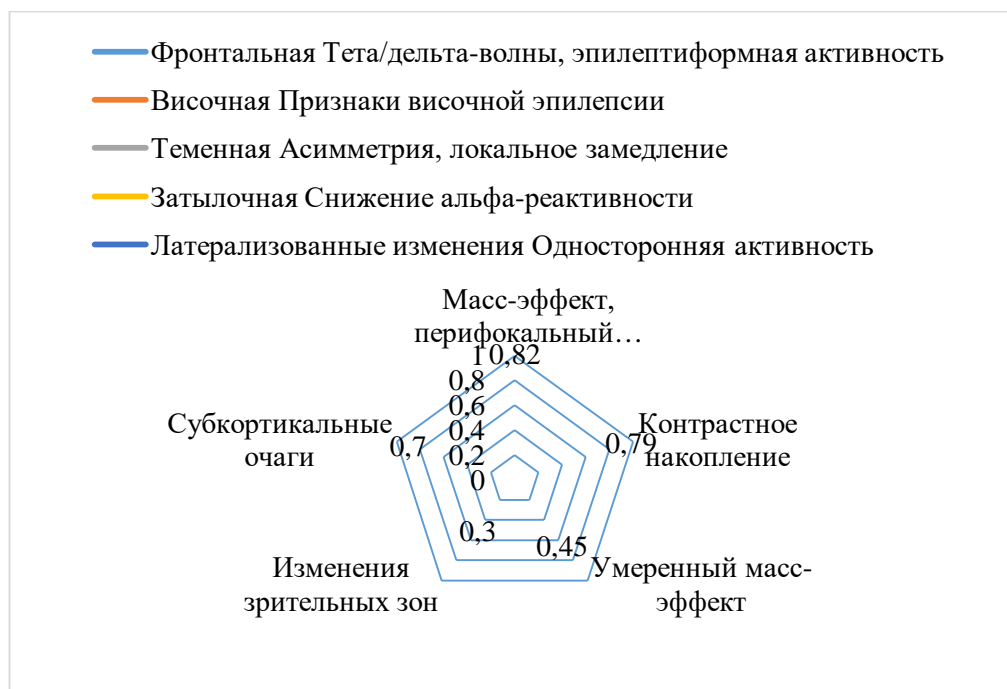 Фронтальная Тета/дельта-волны, эпилептиформная активность
Височная Признаки височной эпилепсии
Теменная Асимметрия, локальное замедление
Затылочная Снижение альфа-реактивности
Латерализованные изменения Односторонняя активность
Масс-эффект,
перифокальный…
1
0,82
0,8
0,6
0,4
0,2
0
Контрастное
накопление
0,79
Умеренный масс-
эффект
0,45
Изменения
зрительных зон
0,3
Субкортикальные
очаги
0,7